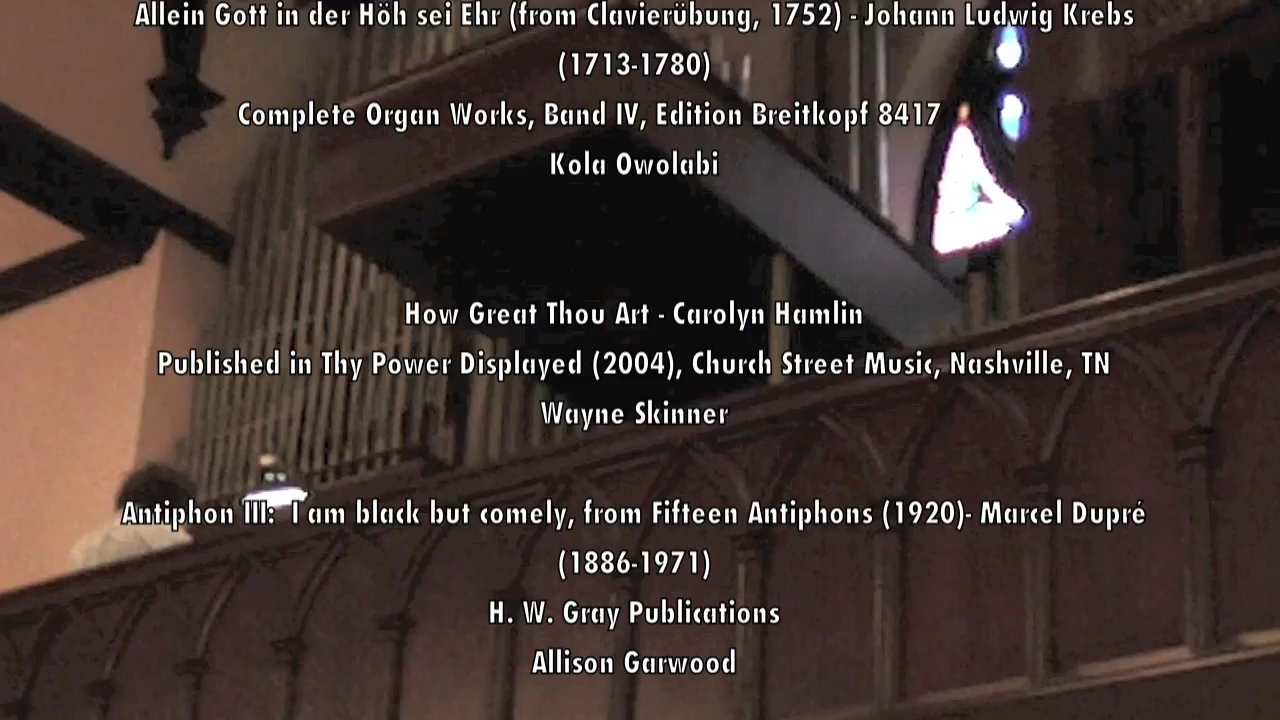 Allein Gott in der Höh sei Ehr (from Clavierübung, 1752) - Johann Ludwig Krebs
(1713-1780)
Complete Organ Works, Band IV, Edition Breitkopf 8417
Kola Owolabi
How Great Thou Art - Carolyn Hamlin
Published in Thy Power Displayed (2004), Church Street Music, Nashville, TN
Wayne Skinner
Antiphon III:  I am black but comely, from Fifteen Antiphons (1920)- Marcel Dupré
(1886-1971)
H. W. Gray Publications
Allison Garwood